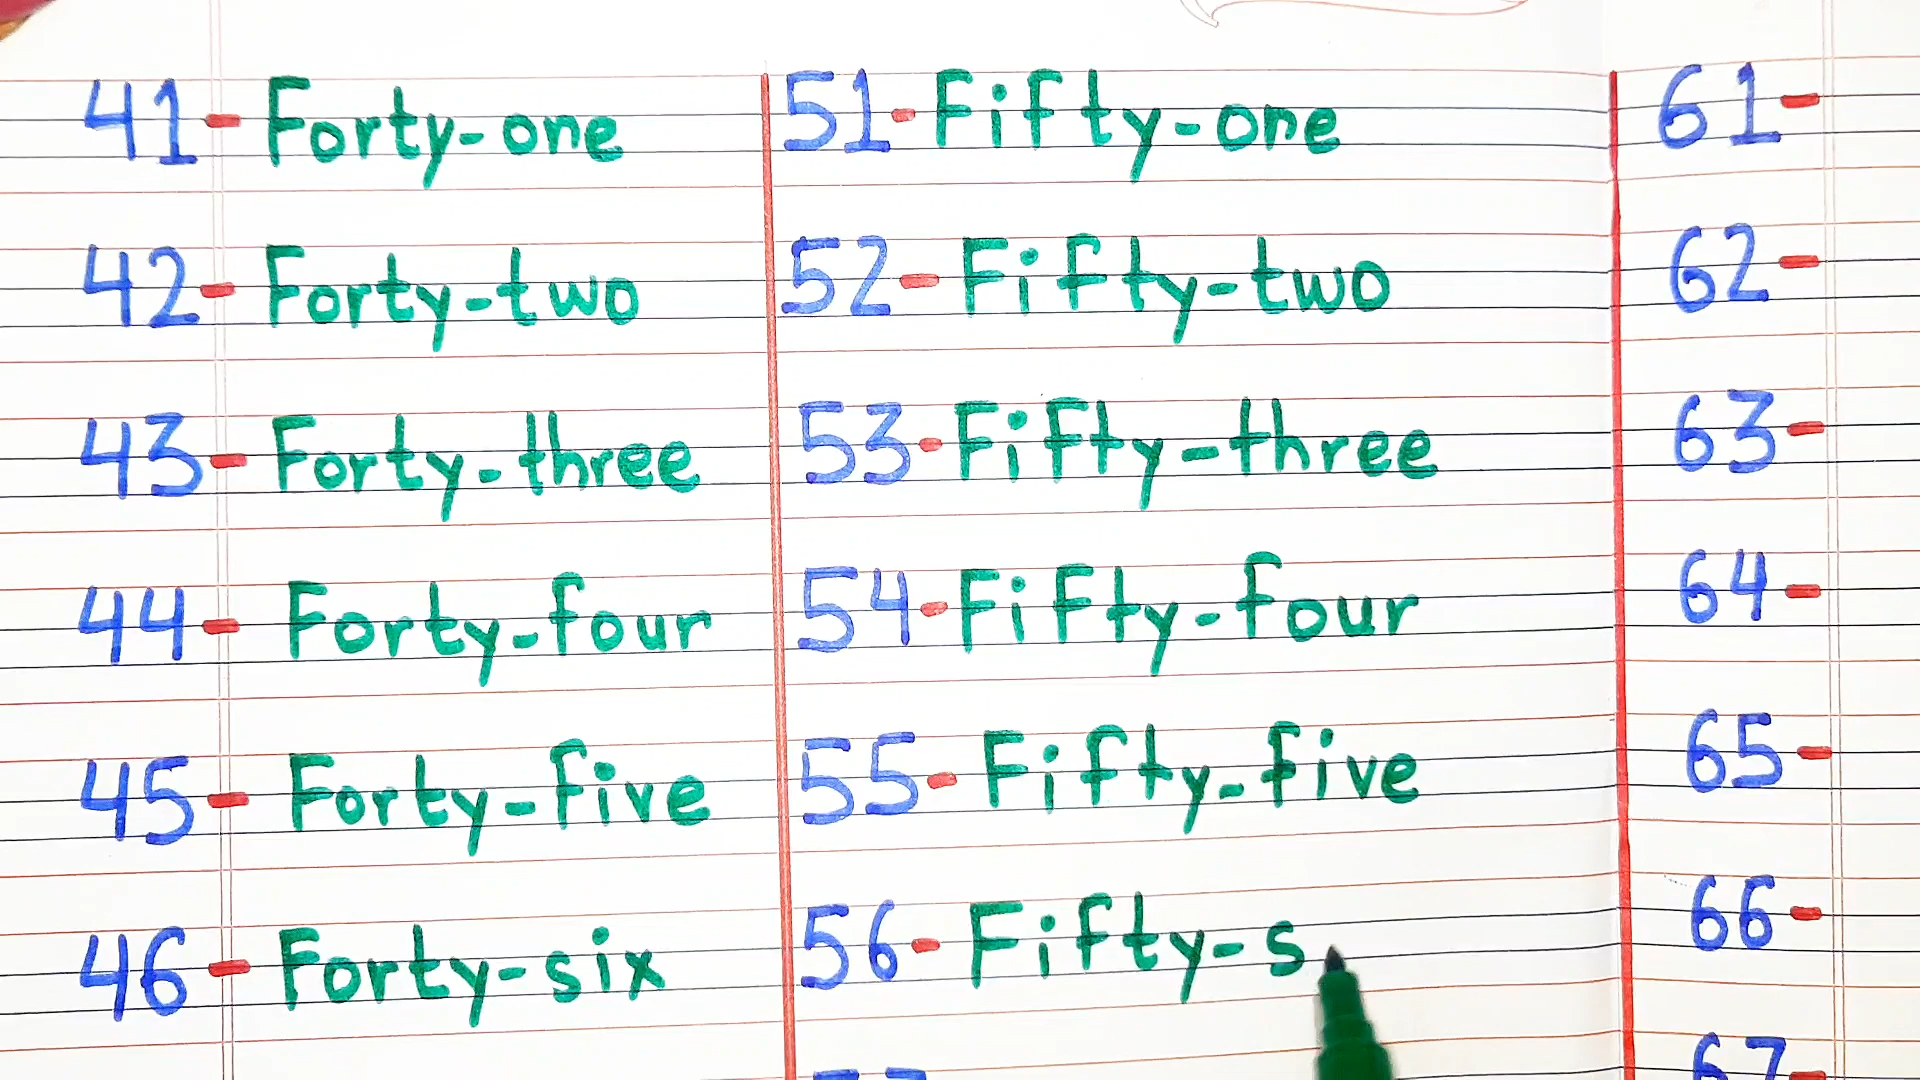 41-Forty-one
42-Forty-two
43-Forty-three
44-Forty-four
45-Forty-five
46-Forty-six
51-Fifty-one
52-Fifty-two
53-Fifty-three
54-Fifty-four
55-Fifty-five
56-Fifty-s
61-
62-
63-
64-
65-
66-
67-